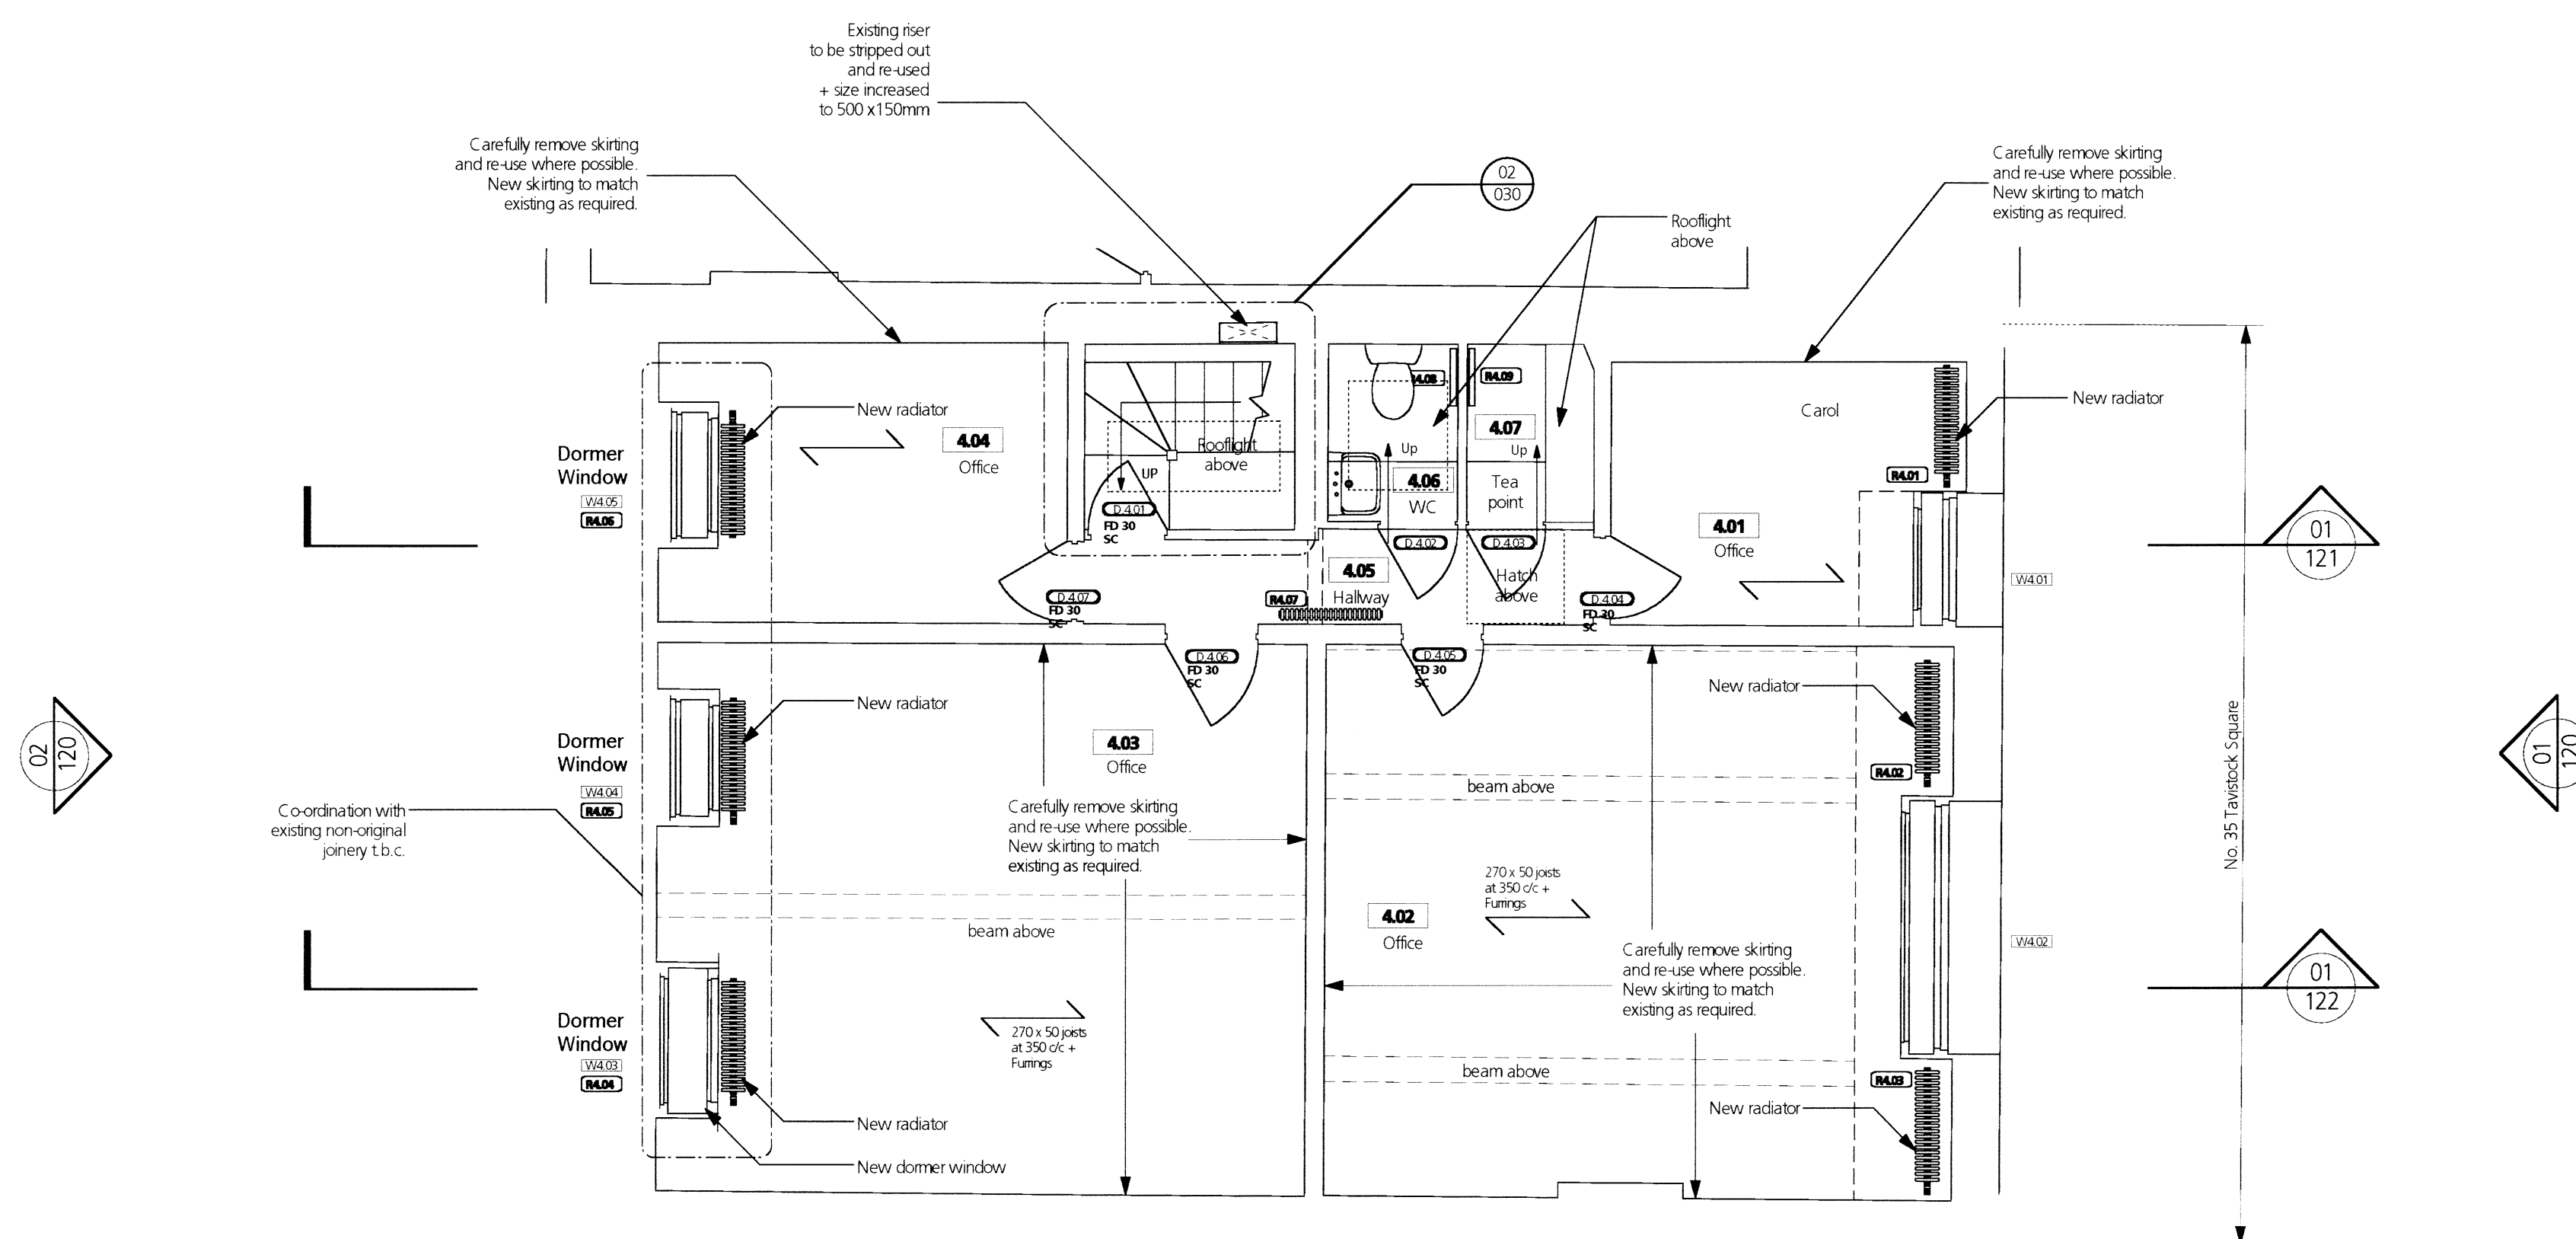 Existing riser
to be stripped out
and re-used
+ size increased
to 500 x150mm
Carefully remove skirting
and re-use where possible.
New skirting to match
existing as required.
02
030
Rooflight
above
Carefully remove skirting
and re-use where possible.
New skirting to match
existing as required.
New radiator
4.04
Office
Dormer
Window
W4.05
R4.06
Rooflight
above
UP
D.4.01
FD 30
SC
R4.08
R4.09
Up
4.06
WC
4.07
Up
Tea
point
Carol
New radiator
R4.01
4.01
Office
W4.01
01
121
D.4.02
D.4.03
4.05
Hallway
R4.07
Hatch
above
D.4.07
FD 30
SC
D.4.04
FD 30
SC
D.4.06
FD 30
SC
D.4.05
FD 30
SC
02
120
Dormer
Window
W4.04
R4.05
New radiator
4.03
Office
New radiator
R4.02
beam above
01
120
No. 35 Tavistock Square
Co-ordination with
existing non-original
joinery t.b.c.
Carefully remove skirting
and re-use where possible.
New skirting to match
existing as required.
270 x 50 joists
at 350 c/c +
Furrings
4.02
Office
beam above
W4.02
Carefully remove skirting
and re-use where possible.
New skirting to match
existing as required.
01
122
Dormer
Window
W4.03
R4.04
270 x 50 joists
at 350 c/c +
Furrings
beam above
R4.03
New radiator
New radiator
New dormer window